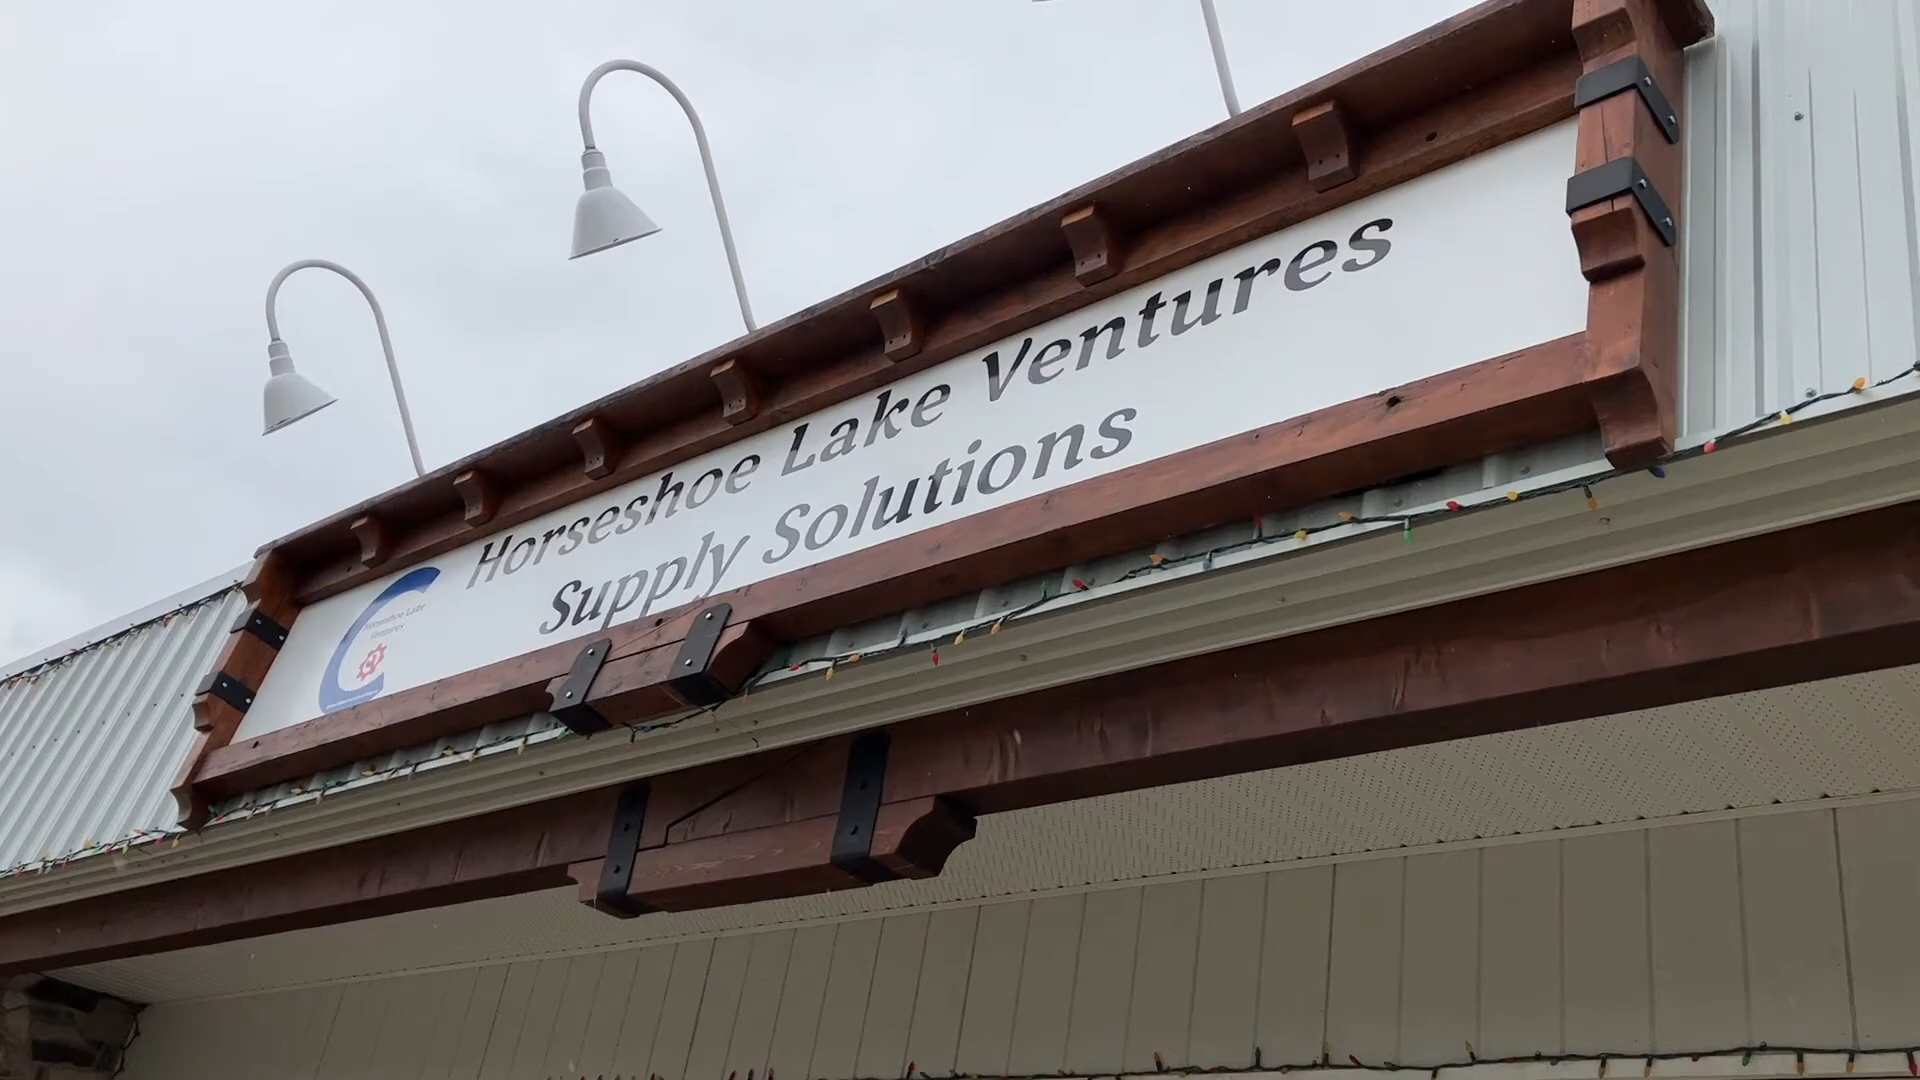 Horseshoe Lake Ventures
Supply Solutions
Horseshoe Lake
Ventures